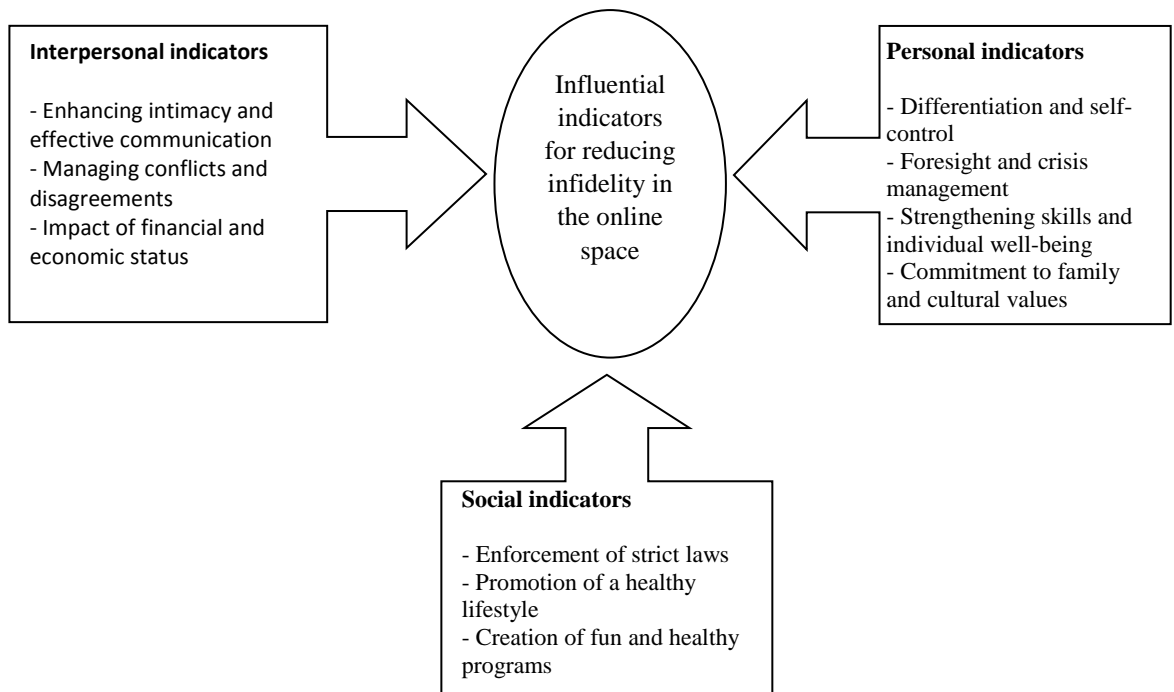 Interpersonal indicators
- Enhancing intimacy and
effective communication
- Managing conflicts and
disagreements
- Impact of financial and
economic status
Influential
indicators
for reducing
infidelity in
the online
space
Personal indicators
- Differentiation and self-
control
- Foresight and crisis
management
- Strengthening skills and
individual well-being
- Commitment to family
and cultural values
Social indicators
- Enforcement of strict laws
- Promotion of a healthy
lifestyle
- Creation of fun and healthy
programs